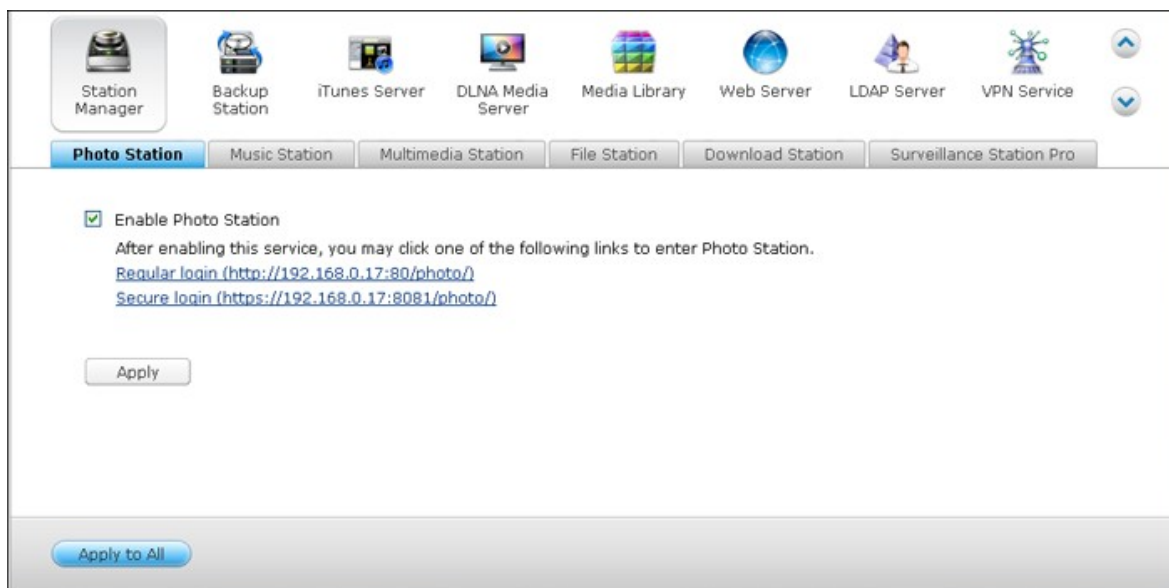 Station Manager
Backup Station
iTunes Server
DLNA Media Server
Media Library
Web Server
LDAP Server
VPN Service
Photo Station
Music Station
Multimedia Station
File Station
Download Station
Surveillance Station Pro
Enable Photo Station
After enabling this service, you may click one of the following links to enter Photo Station.
Regular login (http://192.168.0.17:80/photo/)
Secure login (https://192.168.0.17:8081/photo/)
Apply
Apply to All